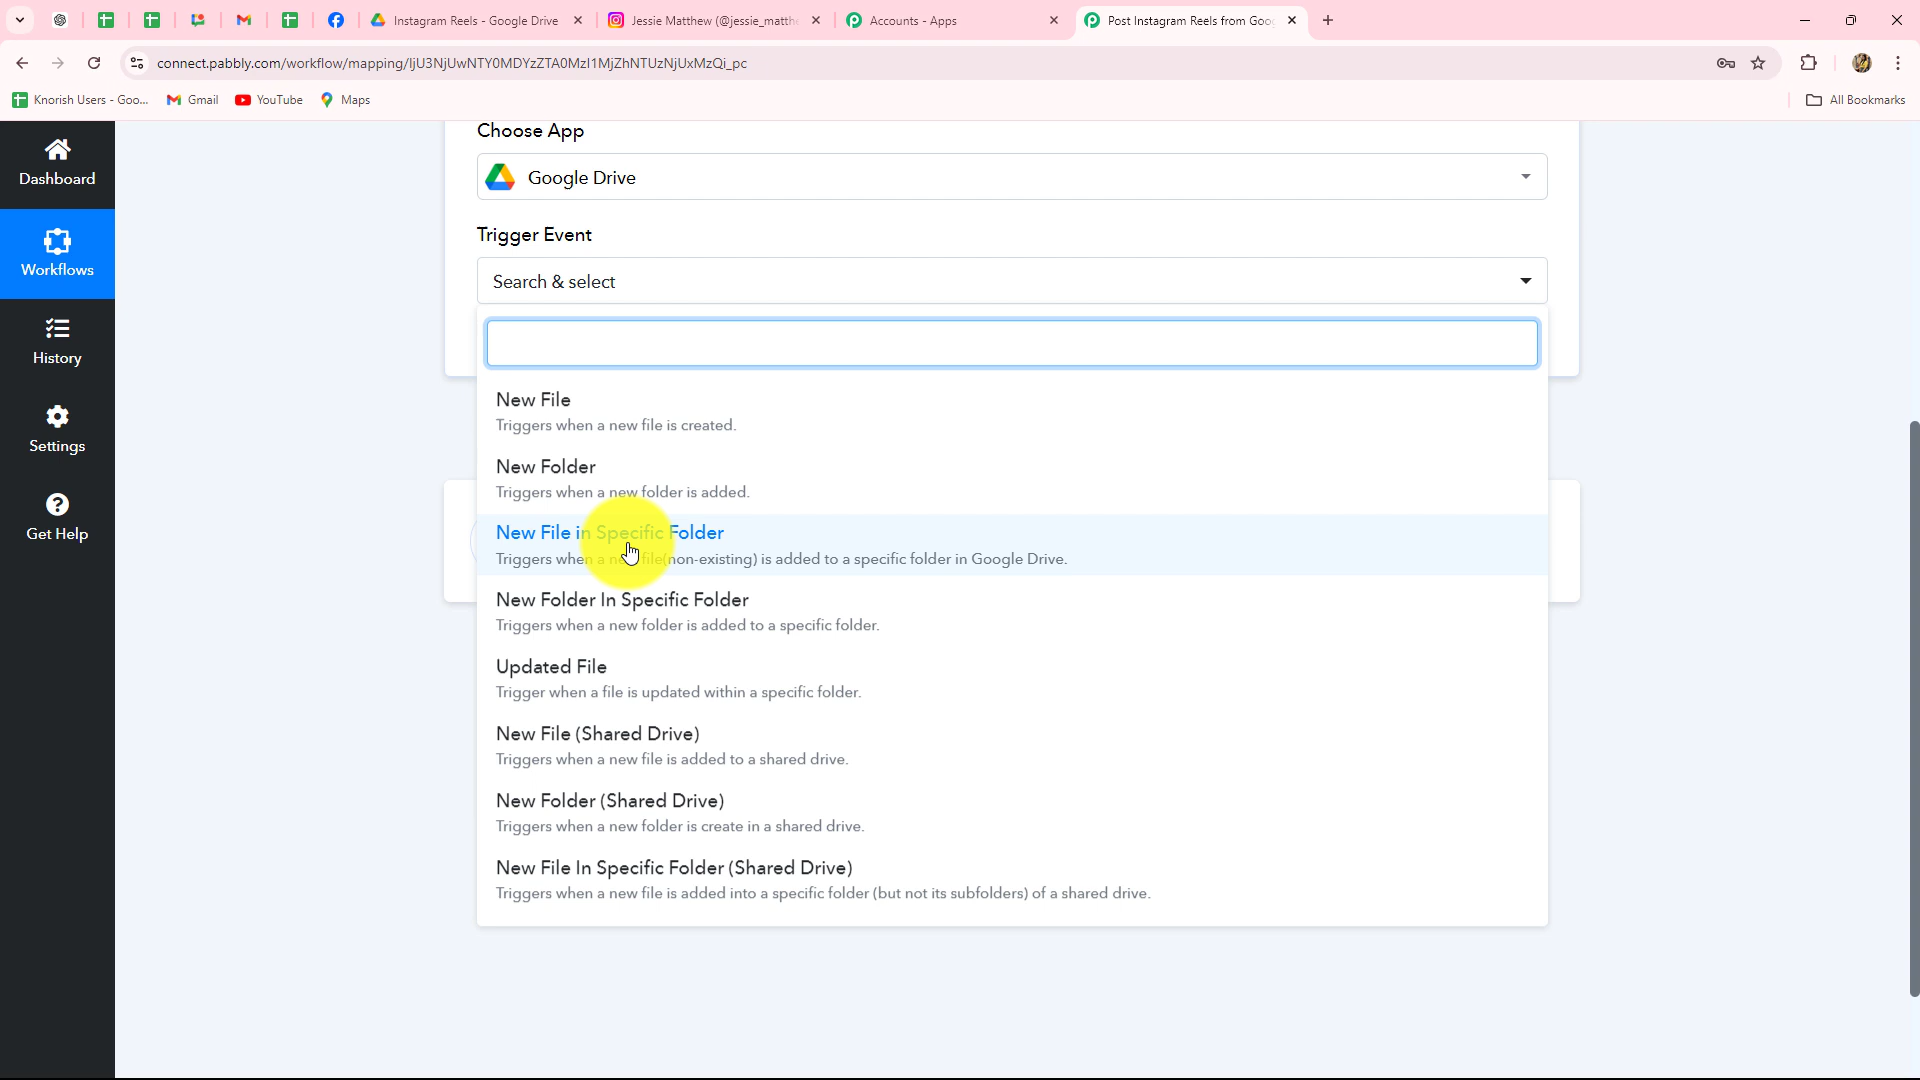 Instagram Reels - Google Drive
Jessie Matthew (@jessie_matth
Accounts - Apps
Post Instagram Reels from Goo
connect.pabbly.com/workflow/mapping/IjU3NjUwNTY0MDYzZTA0MzI1MjZhNTUzNjUxMzQi_pc
Knorish Users - Goo...
Gmail
YouTube
Maps
All Bookmarks
Dashboard
Workflows
History
Settings
Get Help
Choose App
Google Drive
Trigger Event
Search & select
New File
Triggers when a new file is created.
New Folder
Triggers when a new folder is added.
New File in Specific Folder
Triggers when a new file(non-existing) is added to a specific folder in Google Drive.
New Folder In Specific Folder
Triggers when a new folder is added to a specific folder.
Updated File
Trigger when a file is updated within a specific folder.
New File (Shared Drive)
Triggers when a new file is added to a shared drive.
New Folder (Shared Drive)
Triggers when a new folder is create in a shared drive.
New File In Specific Folder (Shared Drive)
Triggers when a new file is added into a specific folder (but not its subfolders) of a shared drive.